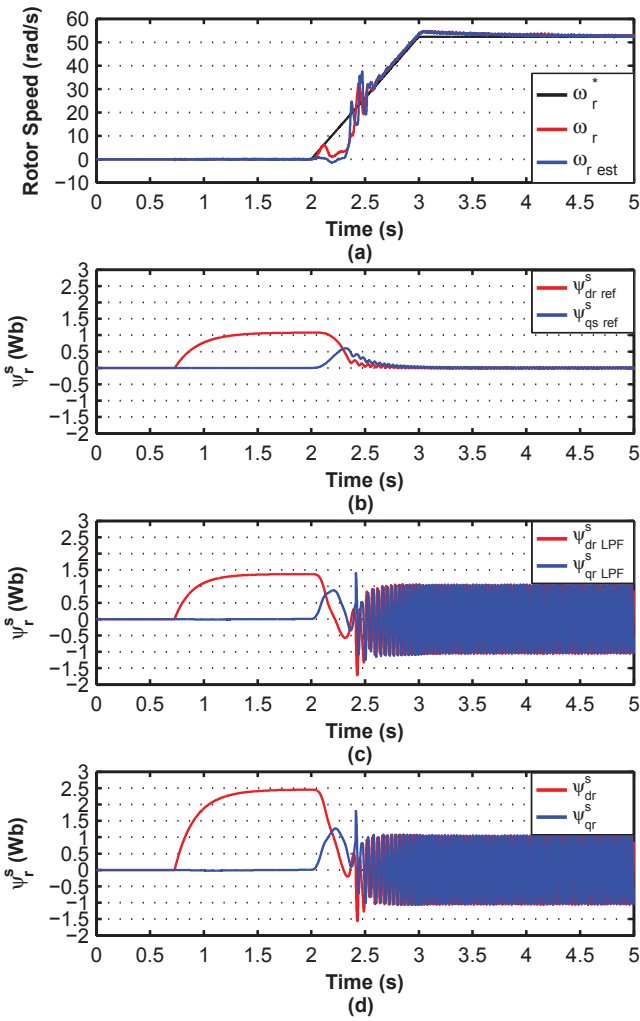 Rotor Speed (rad/s)
60
50
40
30
20
10
0
−10
ω*r
ωr
ωr est
0 0.5 1 1.5 2 2.5 3 3.5 4 4.5 5
Time (s)
(a)
ψsr (Wb)
3
2.5
2
1.5
1
0.5
0
−0.5
−1
−1.5
−2
ψsdr ref
ψsqs ref
0 0.5 1 1.5 2 2.5 3 3.5 4 4.5 5
Time (s)
(b)
ψsr (Wb)
3
2.5
2
1.5
1
0.5
0
−0.5
−1
−1.5
−2
ψsdr LPF
ψsqr LPF
0 0.5 1 1.5 2 2.5 3 3.5 4 4.5 5
Time (s)
(c)
ψsr (Wb)
3
2.5
2
1.5
1
0.5
0
−0.5
−1
−1.5
−2
ψsdr
ψsqr
0 0.5 1 1.5 2 2.5 3 3.5 4 4.5 5
Time (s)
(d)